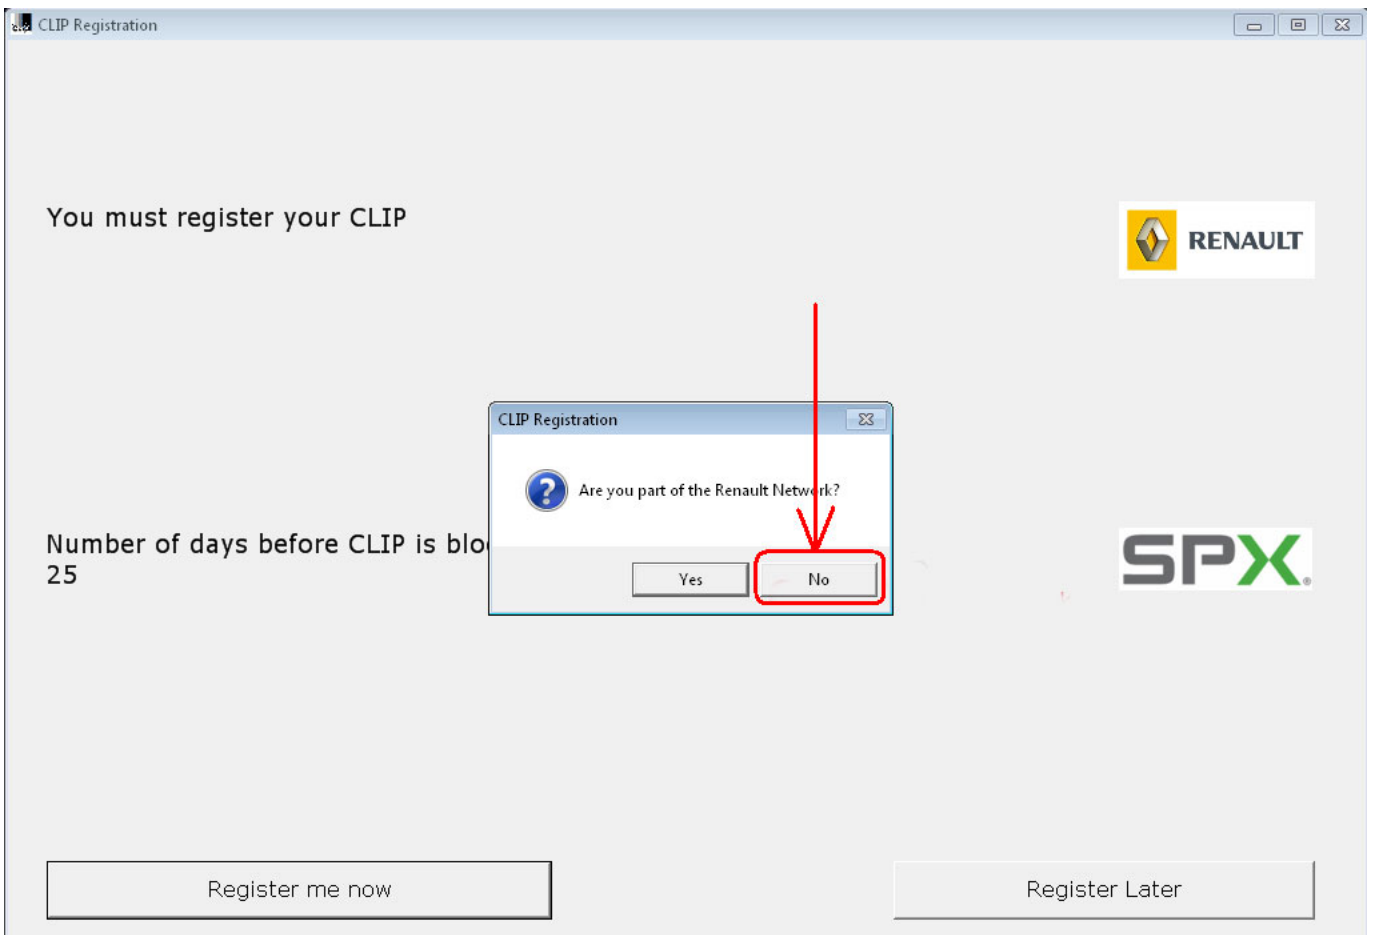 CLIP Registration
You must register your CLIP
RENAULT
CLIP Registration
Are you part of the Renault Network?
Number of days before CLIP is
25
SPX
Yes
No
Register me now
Register Later